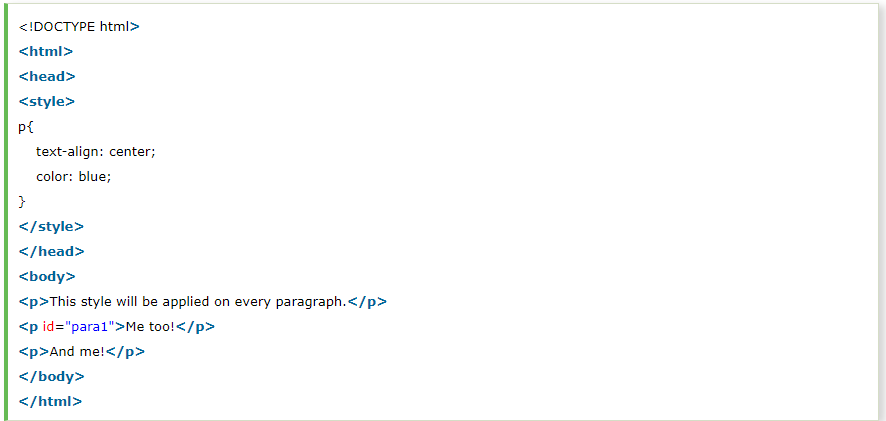 <!DOCTYPE html>
<html>
<head>
<style>
p{
    text-align: center;
    color: blue;
}
</style>
</head>
<body>
<p>This style will be applied on every paragraph.</p>
<p id="para1">Me too!</p>
<p>And me!</p>
</body>
</html>